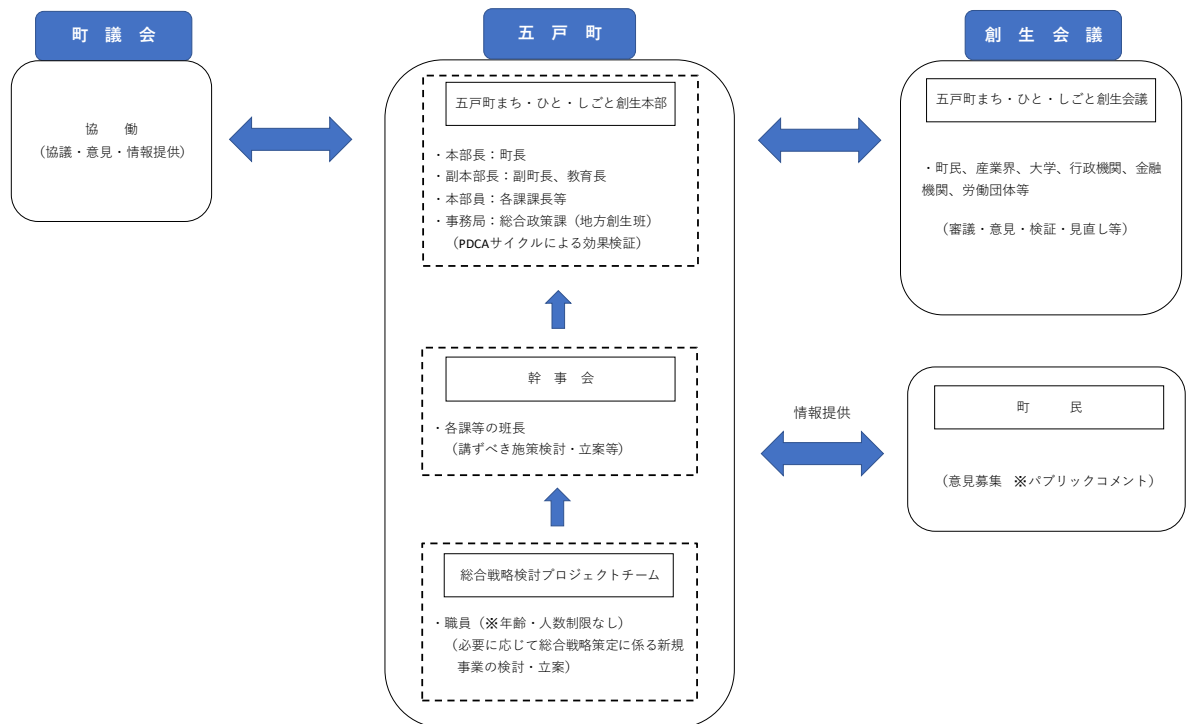 町 議 会
協 働
(協議・意見・情報提供)
五 戸 町
五戸町まち・ひと・しごと創生本部
・本部長：町長
・副本部長：副町長、教育長
・本部員：各課課長等
・事務局：総合政策課（地方創生班）
（PDCAサイクルによる効果検証）
幹 事 会
・各課等の班長
（講ずべき施策検討・立案等）
総合戦略検討プロジェクトチーム
・職員（※年齢・人数制限なし）
（必要に応じて総合戦略策定に係る新規
事業の検討・立案）
創 生 会 議
五戸町まち・ひと・しごと創生会議
・町民、産業界、大学、行政機関、金融
機関、労働団体等
（審議・意見・検証・見直し等）
情報提供
町 民
（意見募集 ※パブリックコメント）